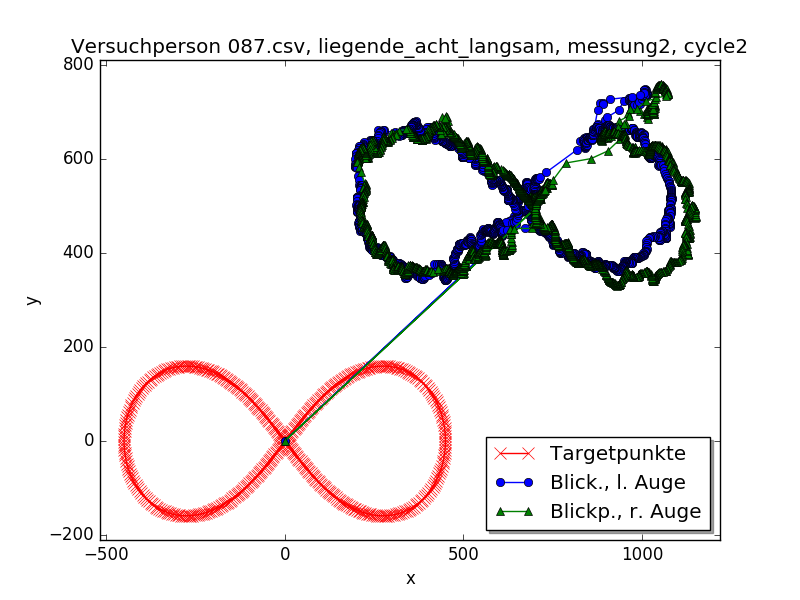 Versuchperson 087.csv, liegende_acht_langsam, messung2, cycle2
800
600
400
200
0
−200
y
−500
0
500
1000
x
Targetpunkte
Blick., l. Auge
Blickp., r. Auge